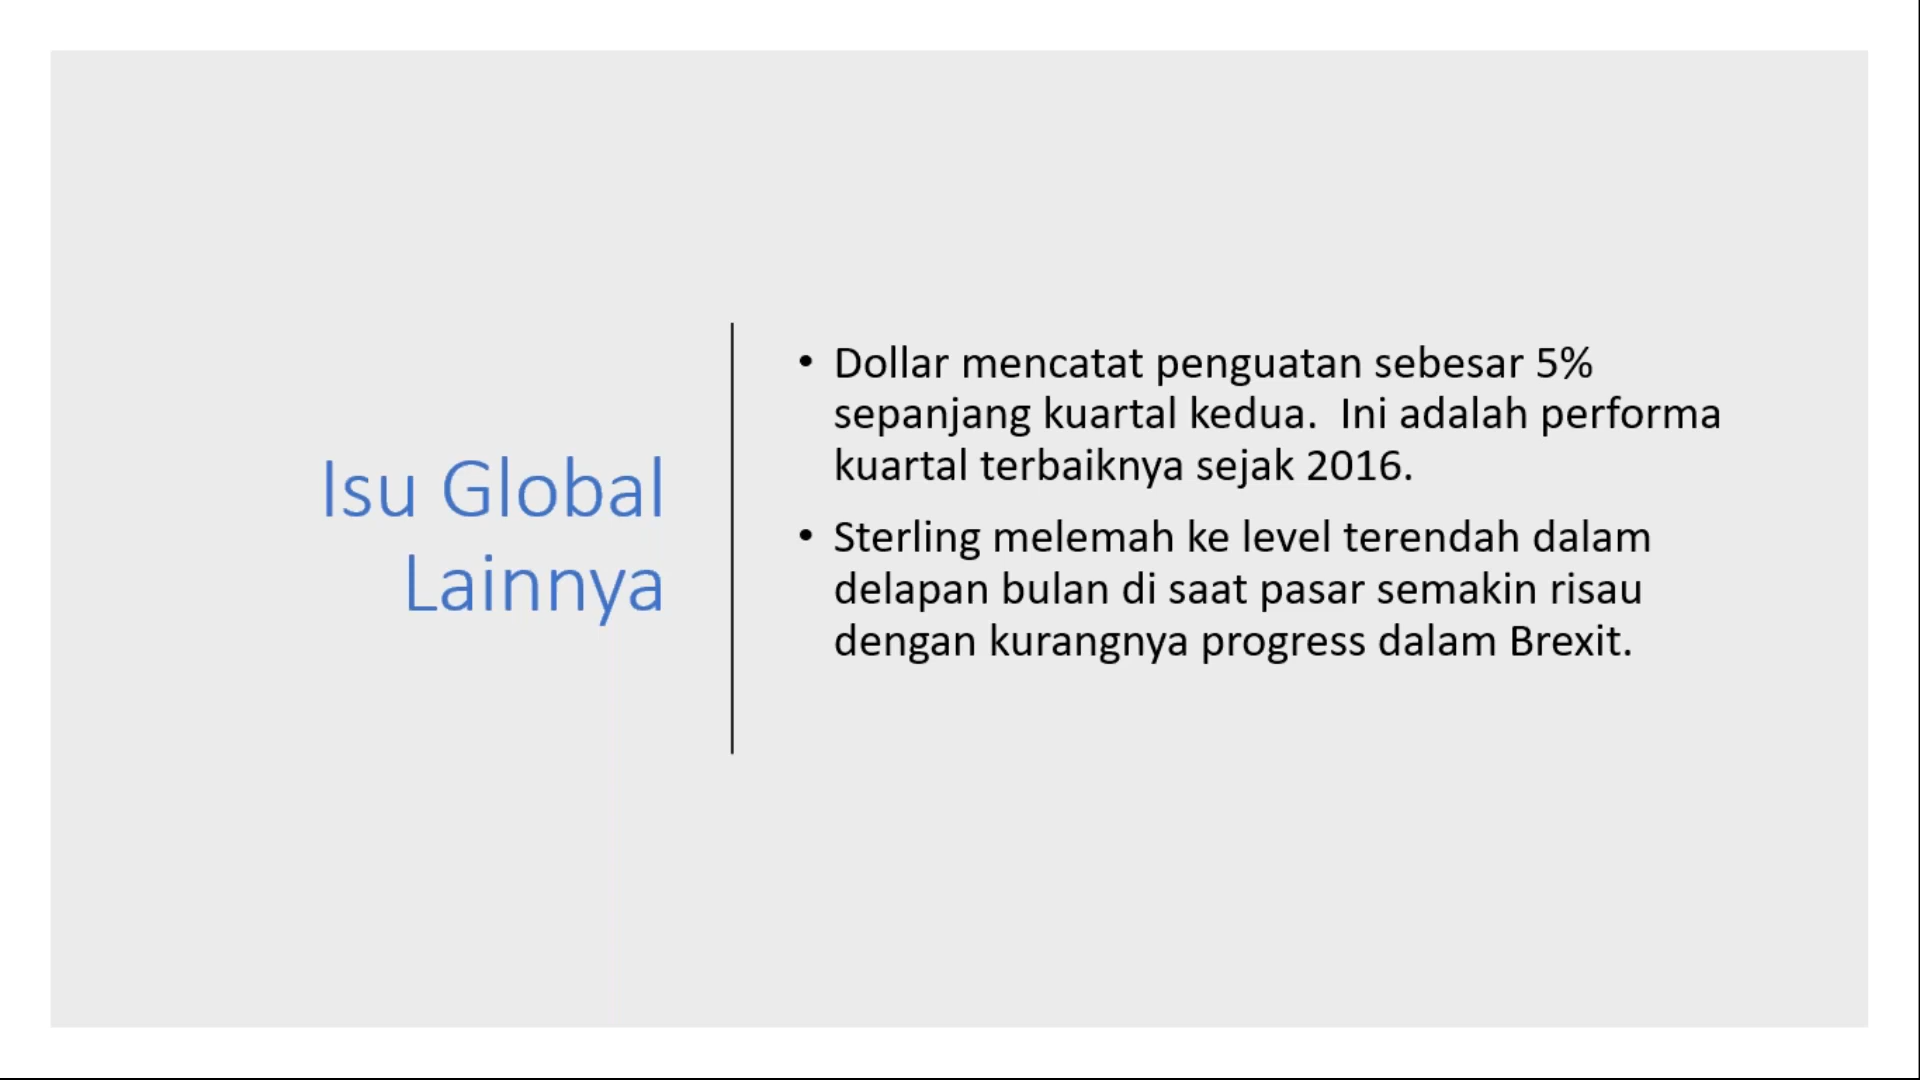 Isu Global
Lainnya
• Dollar mencatat penguatan sebesar 5%
sepanjang kuartal kedua.  Ini adalah performa
kuartal terbaiknya sejak 2016.
• Sterling melemah ke level terendah dalam
delapan bulan di saat pasar semakin risau
dengan kurangnya progress dalam Brexit.